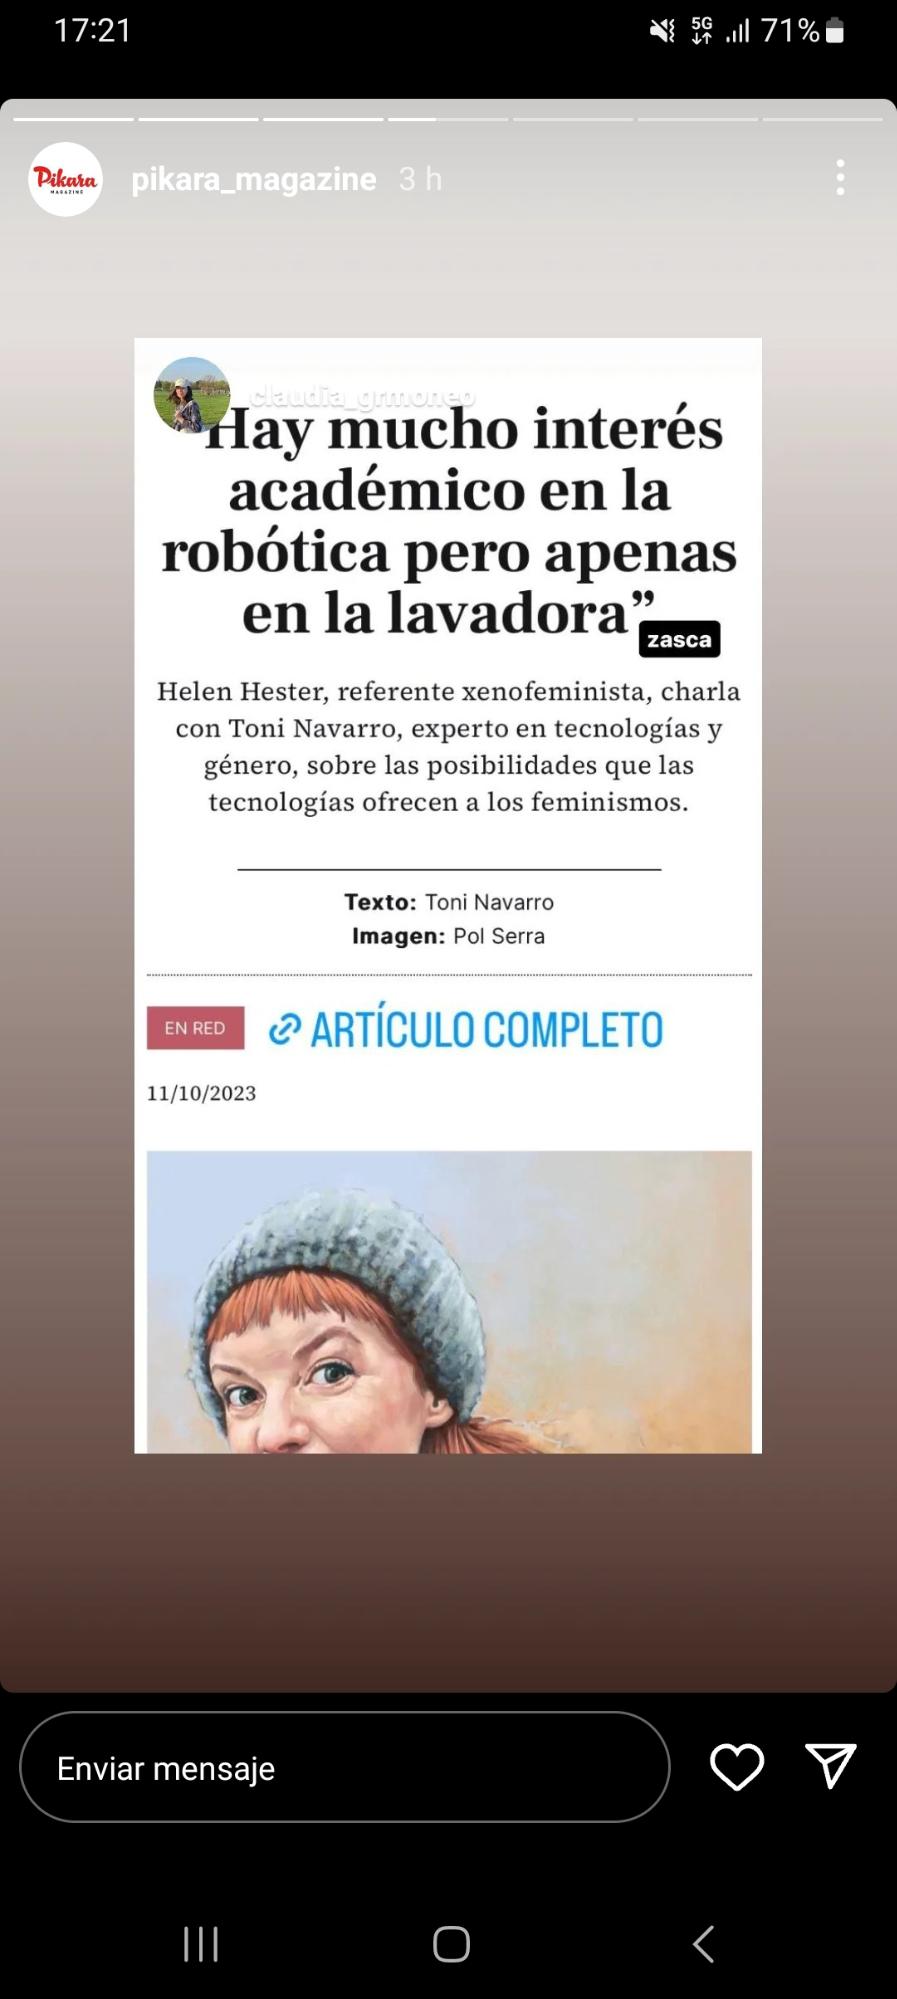 17:21
5G
71%
Pikara
MAGAZINE
pikara_magazine 3 h
claudia_grmoneo
"Hay mucho interés
académico en la
robótica pero apenas
en la lavadora”
zasca
Helen Hester, referente xenofeminista, charla
con Toni Navarro, experto en tecnologías y
género, sobre las posibilidades que las
tecnologías ofrecen a los feminismos.
Texto: Toni Navarro
Imagen: Pol Serra
EN RED
ARTÍCULO COMPLETO
11/10/2023
Enviar mensaje